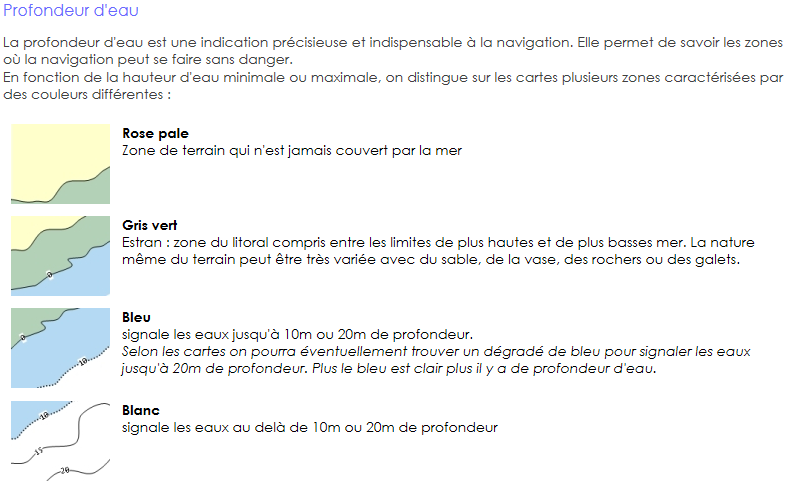 Profondeur d'eau
La profondeur d'eau est une indication précisieuse et indispensable à la navigation. Elle permet de savoir les zones
où la navigation peut se faire sans danger.
En fonction de la hauteur d'eau minimale ou maximale, on distingue sur les cartes plusieurs zones caractérisées par
des couleurs différentes :
Rose pale
Zone de terrain qui n'est jamais couvert par la mer
Gris vert
Estran : zone du litoral compris entre les limites de plus hautes et de plus basses mer. La nature
même du terrain peut être très variée avec du sable, de la vase, des rochers ou des galets.
0
Bleu
signale les eaux jusqu'à 10m ou 20m de profondeur.
Selon les cartes on pourra éventuellement trouver un dégradé de bleu pour signaler les eaux
jusqu'à 20m de profondeur. Plus le bleu est clair plus il y a de profondeur d'eau.
0
10
Blanc
signale les eaux au delà de 10m ou 20m de profondeur
10
15
20